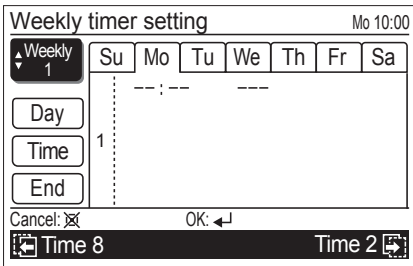 Weekly timer setting Mo 10:00
Weekly 1
Su Mo Tu We Th Fr Sa
--:-- ---
Day
Time
1
End
Cancel: OK:
Time 8 Time 2